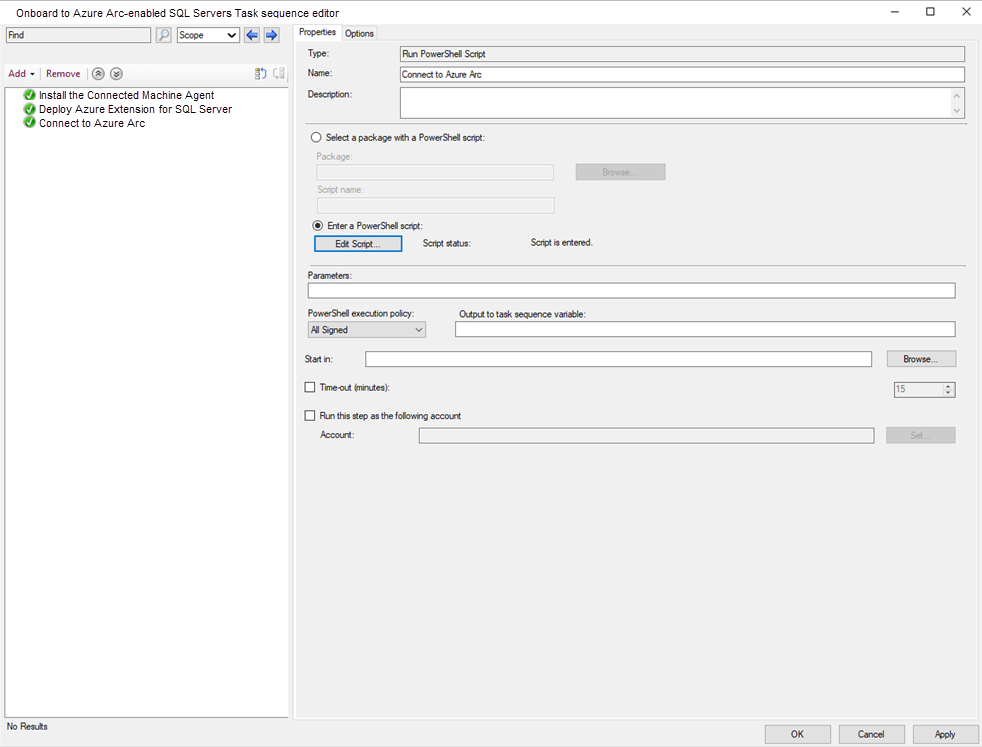 Onboard to Azure Arc-enabled SQL Servers Task sequence editor
Find
Scope
Add
Remove
Install the Connected Machine Agent
Deploy Azure Extension for SQL Server
Connect to Azure Arc
No Results
Properties
Options
Type:
Run PowerShell Script
Name:
Connect to Azure Arc
Description:
Select a package with a PowerShell script:
Package:
Browse...
Script name:
Enter a PowerShell script:
Edit Script...
Script status:
Script is entered.
Parameters:
PowerShell execution policy:
Output to task sequence variable:
All Signed
Start in:
Browse...
Time-out (minutes):
15
Run this step as the following account
Account:
Set...
OK
Cancel
Apply